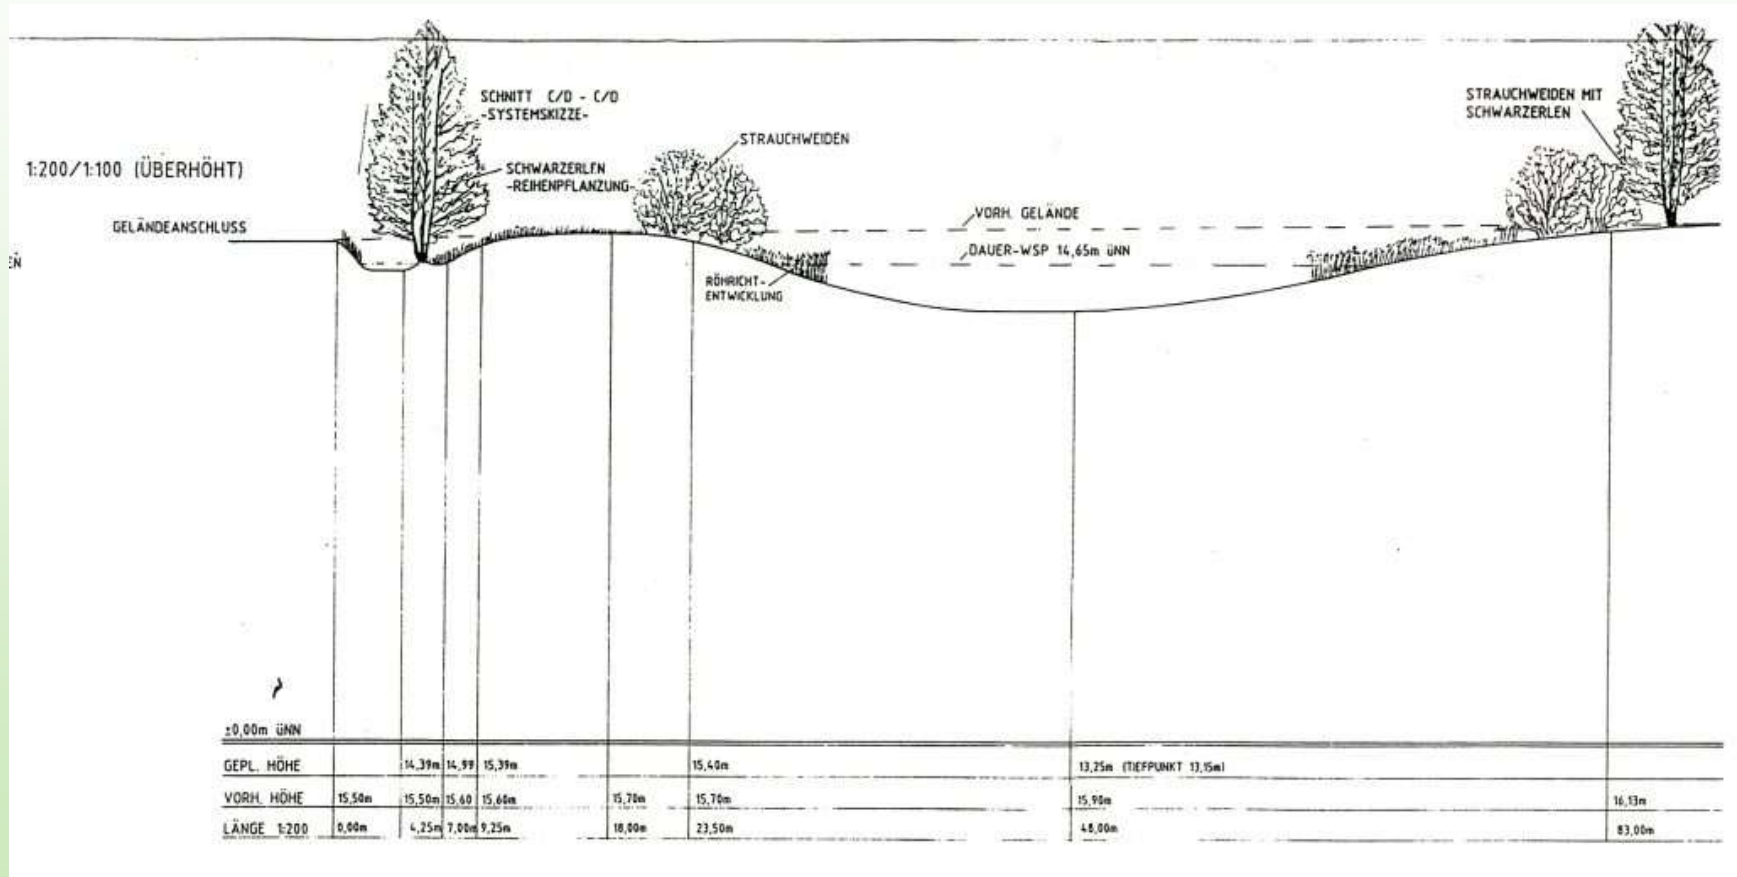 SCHNITT C/D - C/D
-SYSTEMSKIZZE-
STRAUCHWEIDEN MIT
SCHWARZERLEN
STRAUCHWEIDEN
1:200/1:100 (ÜBERHÖHT)
SCHWARZERLEN
-REIHENPFLANZUNG-
VORH. GELÄNDE
GELÄNDEANSCHLUSS
DAUER-WSP 14,65m üNN
EN
RÖHRICHT-
ENTWICKLUNG
±0,00m üNN
GEPL. HÖHE 14,39m 14,99 15,39m 15,40m 13,25m (TIEFPUNKT 13,15m)
VORH. HÖHE 15,50m 15,50m 15,60 15,60m 15,70m 15,70m 15,90m 16,13m
LÄNGE 1:200 0,00m 4,25m 7,00m 9,25m 18,00m 23,50m 48,00m 83,00m